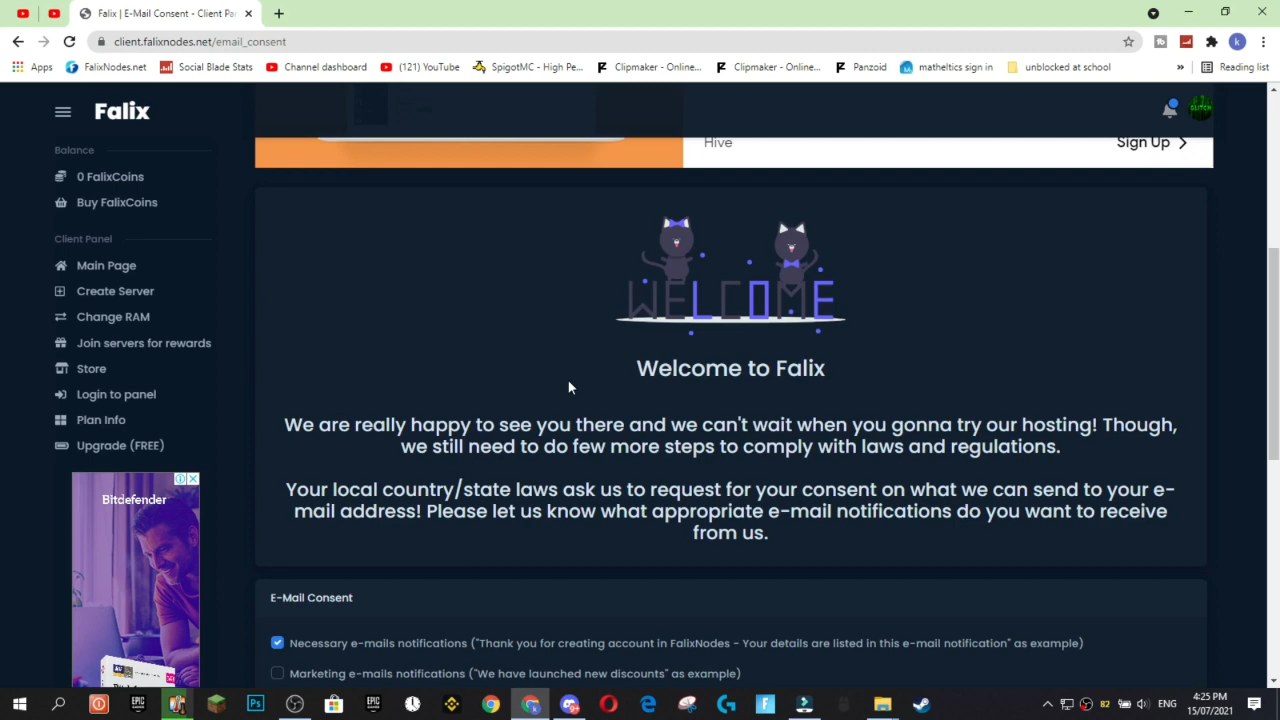 Falix | E-Mail Consent - Client Pa
client.falixnodes.net/email_consent
Apps
FalixNodes.net
Social Blade Stats
Channel dashboard
(121) YouTube
SpigotMC - High Pe...
Clipmaker - Online...
Clipmaker - Online...
Panzoid
matheltics sign in
unblocked at school
»
Reading list
Falix
GLITCH
Hive
Sign Up
Balance
0 FalixCoins
Buy FalixCoins
Client Panel
Main Page
Create Server
Change RAM
Join servers for rewards
Store
Login to panel
Plan Info
Upgrade (FREE)
Bitdefender
WELCOME
Welcome to Falix
We are really happy to see you there and we can't wait when you gonna try our hosting! Though,
we still need to do few more steps to comply with laws and regulations.
Your local country/state laws ask us to request for your consent on what we can send to your e-
mail address! Please let us know what appropriate e-mail notifications do you want to receive
from us.
E-Mail Consent
Necessary e-mails notifications ("Thank you for creating account in FalixNodes - Your details are listed in this e-mail notification" as example)
Marketing e-mails notifications ("We have launched new discounts" as example)
ENG
4:25 PM
15/07/2021